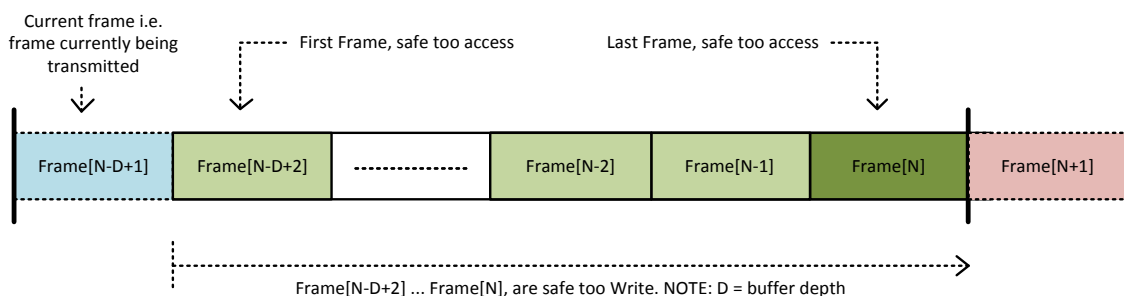 Current frame i.e.
frame currently being
transmitted
First Frame, safe too access
Last Frame, safe too access
Frame[N-D+1]
Frame[N-D+2]
Frame[N-2]
Frame[N-1]
Frame[N]
Frame[N+1]
Frame[N-D+2] ... Frame[N], are safe too Write. NOTE: D = buffer depth